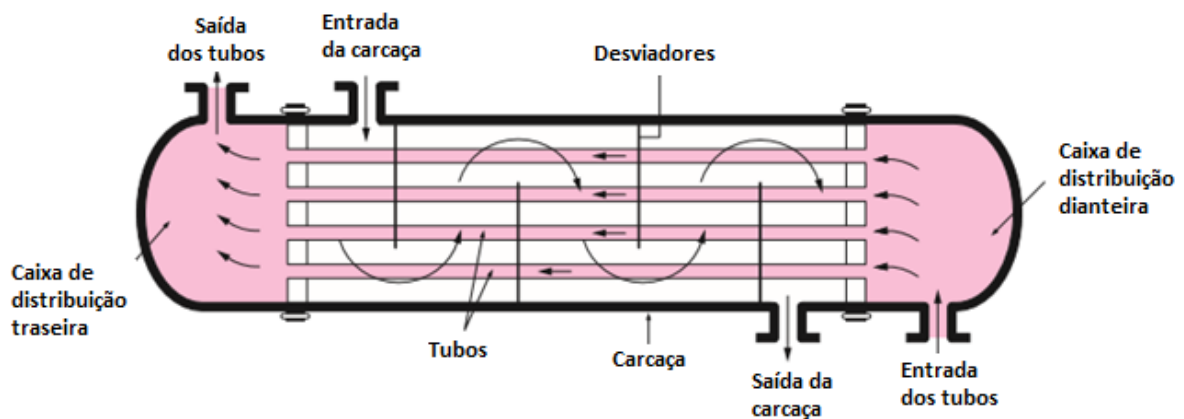 Saída
dos tubos
Entrada
da carcaça
Desviadores
Caixa de
distribuição
dianteira
Caixa de
distribuição
traseira
Tubos
Carcaça
Saída da
carcaça
Entrada
dos tubos